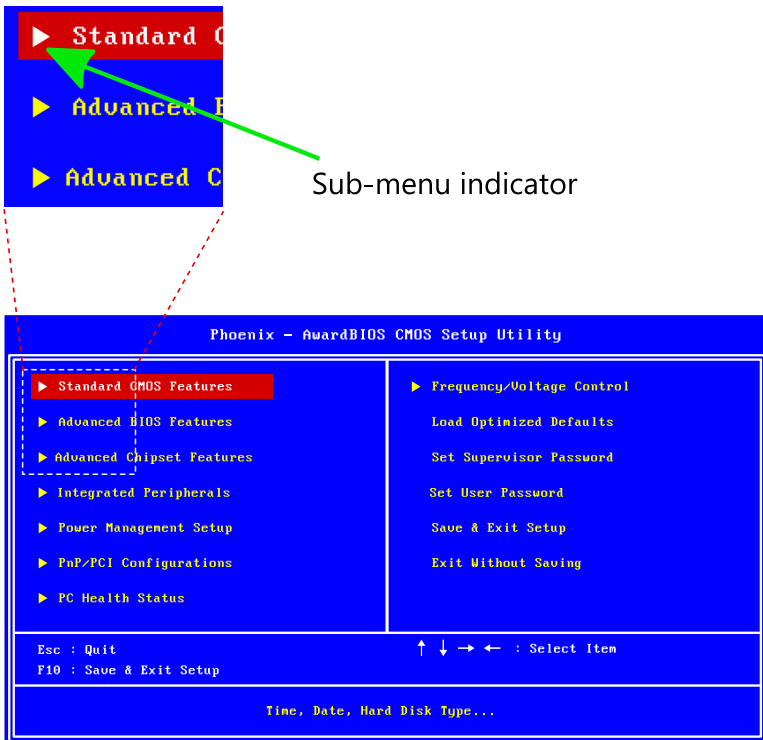 Standard C
Advanced B
Advanced C
Sub-menu indicator
Phoenix – AwardBIOS CMOS Setup Utility
Standard CMOS Features
Advanced BIOS Features
Advanced Chipset Features
Integrated Peripherals
Power Management Setup
PnP/PCI Configurations
PC Health Status
Frequency/Voltage Control
Load Optimized Defaults
Set Supervisor Password
Set User Password
Save & Exit Setup
Exit Without Saving
Esc : Quit
F10 : Save & Exit Setup
↑ ↓ → ← : Select Item
Time, Date, Hard Disk Type...